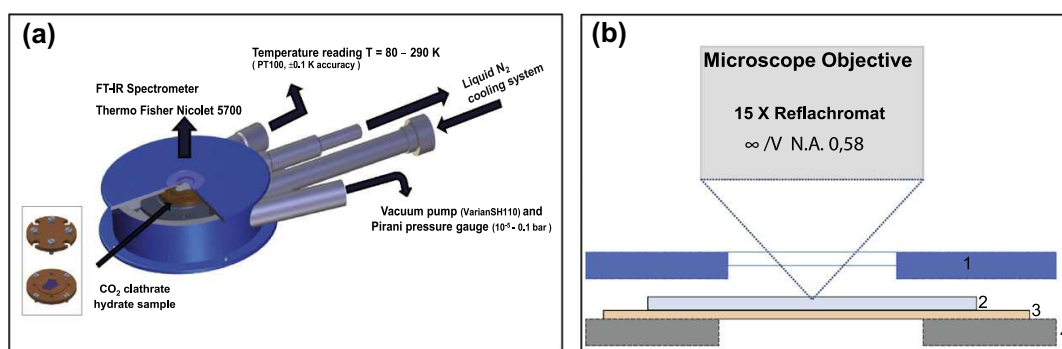 (a)
Temperature reading T = 80 – 290 K
( PT100, ±0.1 K accuracy )
Liquid N2
cooling system
FT-IR Spectrometer
Thermo Fisher Nicolet 5700
Vacuum pump (VarianSH110) and
Pirani pressure gauge (10-5 - 0.1 bar )
CO2 clathrate
hydrate sample
(b)
Microscope Objective
15 X Reflachromat
∞ /V N.A. 0,58
1
2
3